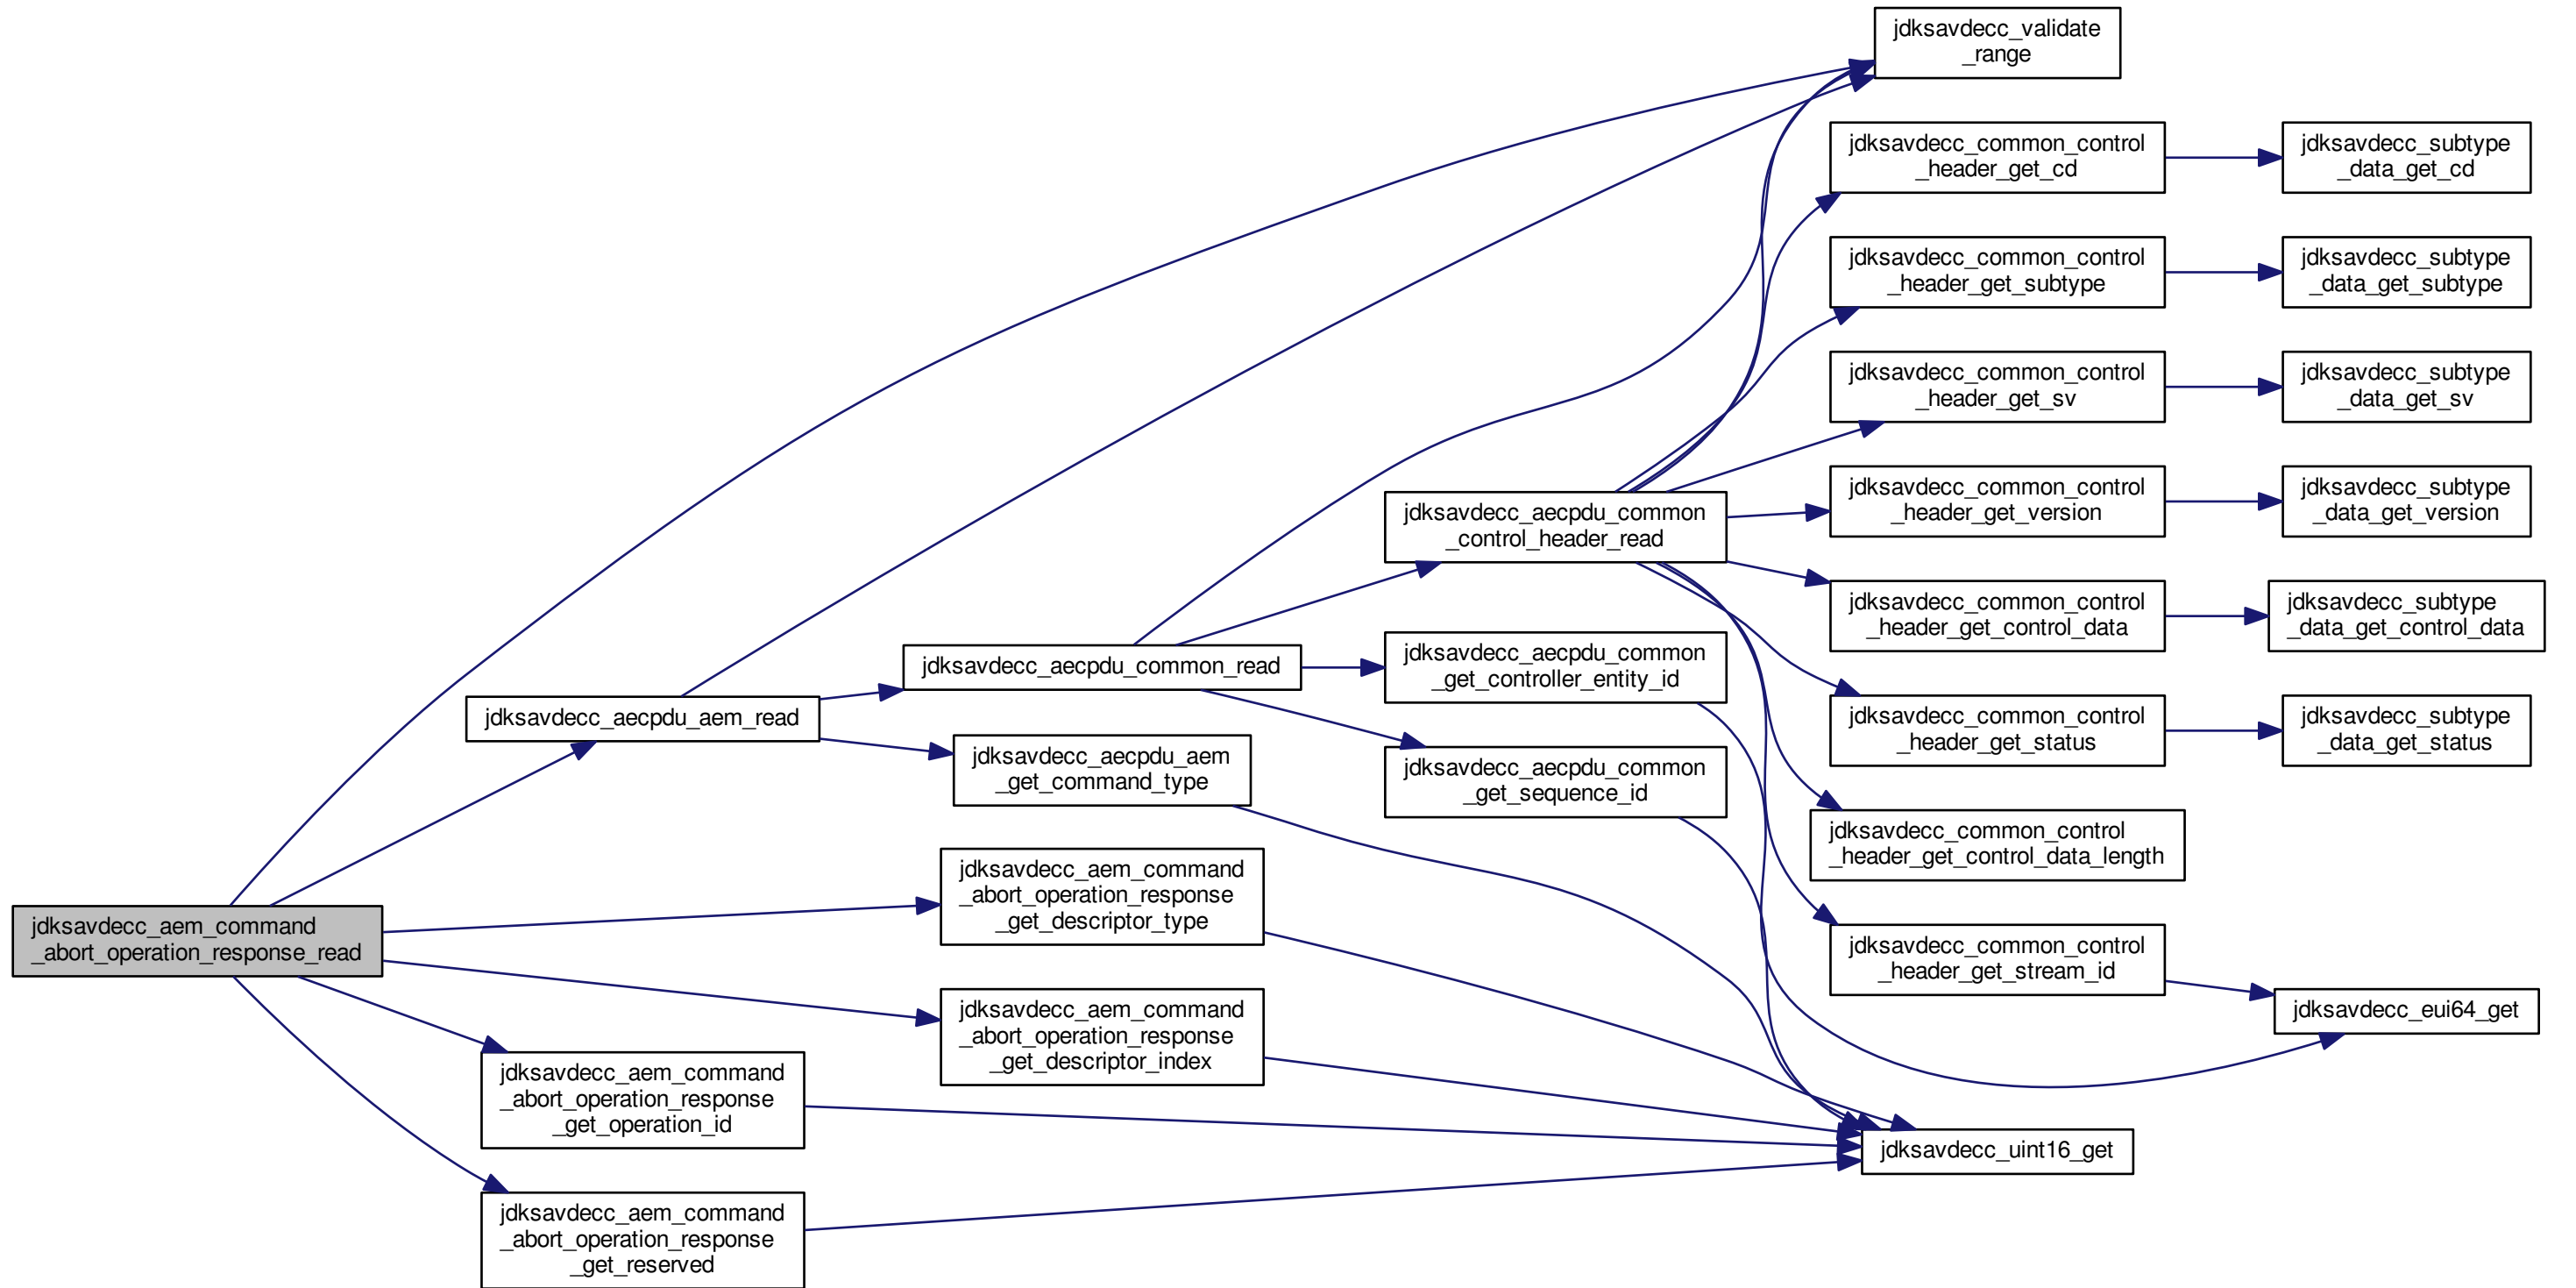 jdksavdecc_validate
_range
jdksavdecc_common_control
_header_get_cd
jdksavdecc_subtype
_data_get_cd
jdksavdecc_common_control
_header_get_subtype
jdksavdecc_subtype
_data_get_subtype
jdksavdecc_common_control
_header_get_sv
jdksavdecc_subtype
_data_get_sv
jdksavdecc_aecpdu_common
_control_header_read
jdksavdecc_common_control
_header_get_version
jdksavdecc_subtype
_data_get_version
jdksavdecc_common_control
_header_get_control_data
jdksavdecc_subtype
_data_get_control_data
jdksavdecc_aecpdu_common_read
jdksavdecc_aecpdu_common
_get_controller_entity_id
jdksavdecc_aecpdu_aem_read
jdksavdecc_common_control
_header_get_status
jdksavdecc_subtype
_data_get_status
jdksavdecc_aecpdu_aem
_get_command_type
jdksavdecc_aecpdu_common
_get_sequence_id
jdksavdecc_common_control
_header_get_control_data_length
jdksavdecc_aem_command
_abort_operation_response
_get_descriptor_type
jdksavdecc_aem_command
_abort_operation_response_read
jdksavdecc_common_control
_header_get_stream_id
jdksavdecc_eui64_get
jdksavdecc_aem_command
_abort_operation_response
_get_descriptor_index
jdksavdecc_aem_command
_abort_operation_response
_get_operation_id
jdksavdecc_uint16_get
jdksavdecc_aem_command
_abort_operation_response
_get_reserved